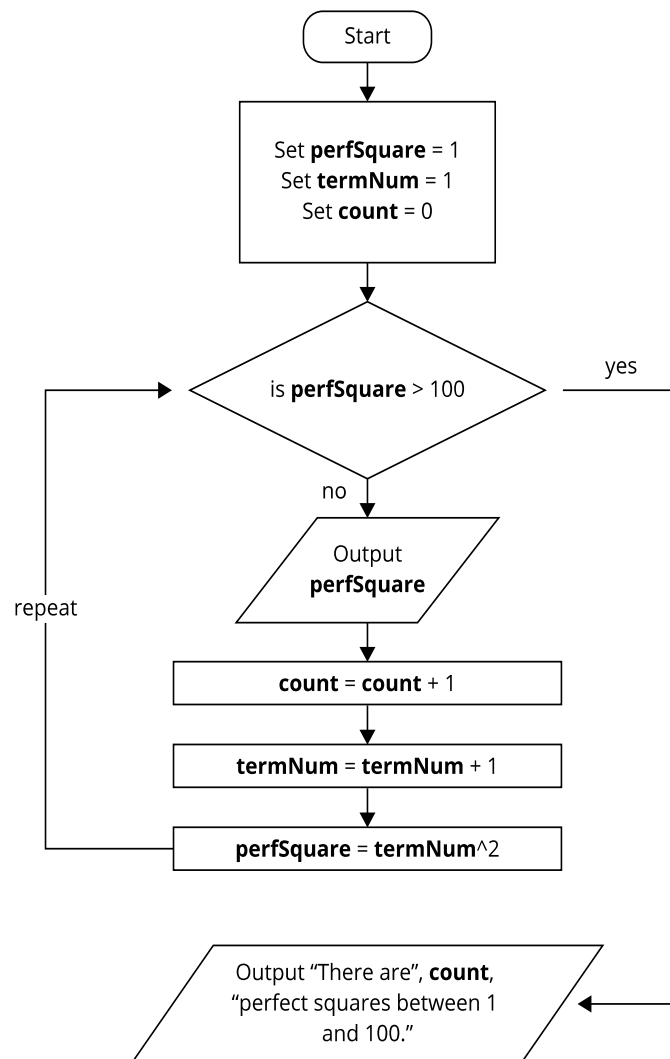 Start
Set perfSquare = 1
Set termNum = 1
Set count = 0
is perfSquare > 100
yes
no
Output
perfSquare
repeat
count = count + 1
termNum = termNum + 1
perfSquare = termNum^2
Output “There are”, count,
“perfect squares between 1
and 100.”